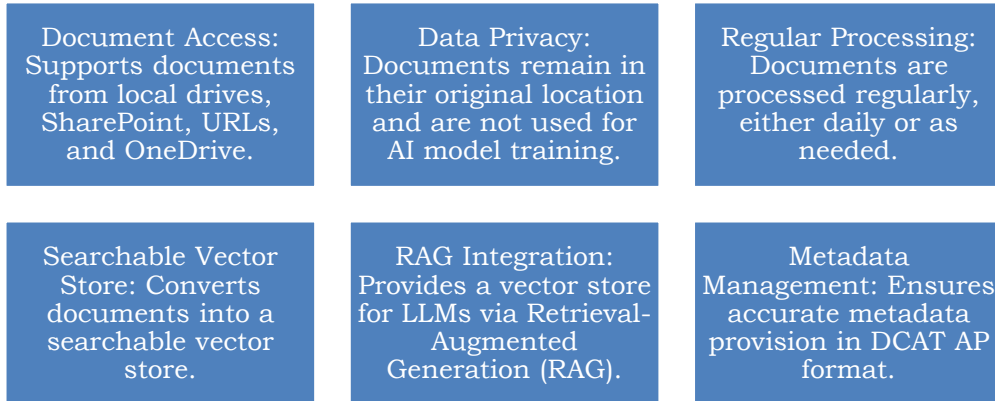 Document Access:
Supports documents
from local drives,
SharePoint, URLs,
and OneDrive.
Data Privacy:
Documents remain in
their original location
and are not used for
AI model training.
Regular Processing:
Documents are
processed regularly,
either daily or as
needed.
Searchable Vector
Store: Converts
documents into a
searchable vector
store.
RAG Integration:
Provides a vector store
for LLMs via Retrieval-
Augmented
Generation (RAG).
Metadata
Management: Ensures
accurate metadata
provision in DCAT AP
format.